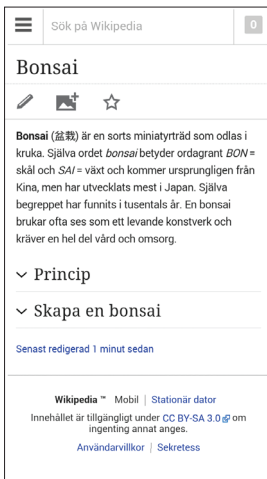 Sök på Wikipedia
0
Bonsai
Bonsai (盆栽) är en sorts miniatyrträd som odlas i
kruka. Själva ordet bonsai betyder ordagrant BON =
skål och SAI = växt och kommer ursprungligen från
Kina, men har utvecklats mest i Japan. Själva
begreppet har funnits i tusentals år. En bonsai
brukar ofta ses som ett levande konstverk och
kräver en hel del vård och omsorg.
Princip
Skapa en bonsai
Senast redigerad 1 minut sedan
Wikipedia ™ Mobil | Stationär dator
Innehållet är tillgängligt under CC BY-SA 3.0 om
ingenting annat anges.
Användarvillkor | Sekretess